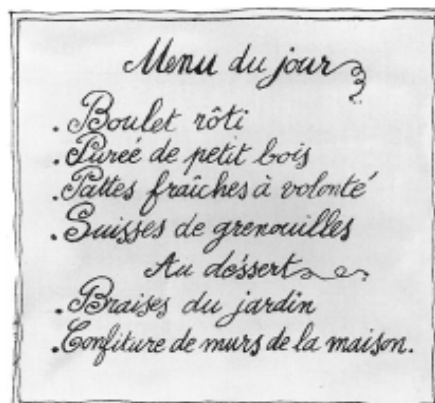 Menu du jour
. Boulet rôti
. Purée de petit bois
. Pattes fraîches à volonté
. Suisses de grenouilles
Au dessert
. Braises du jardin
. Confiture de murs de la maison.